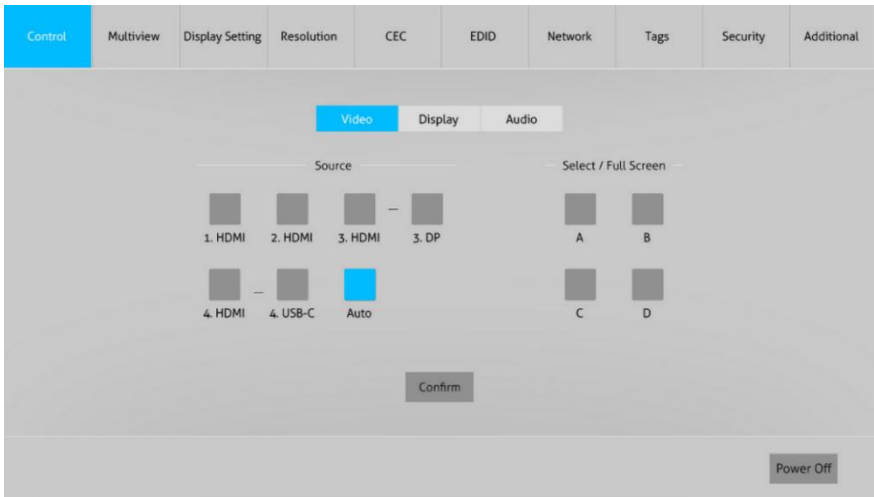 Control Multiview Display Setting Resolution CEC EDID Network Tags Security Additional
Video Display Audio
Source
Select / Full Screen
1. HDMI 2. HDMI 3. HDMI – 3. DP
A B
4. HDMI – 4. USB-C Auto
C D
Confirm
Power Off